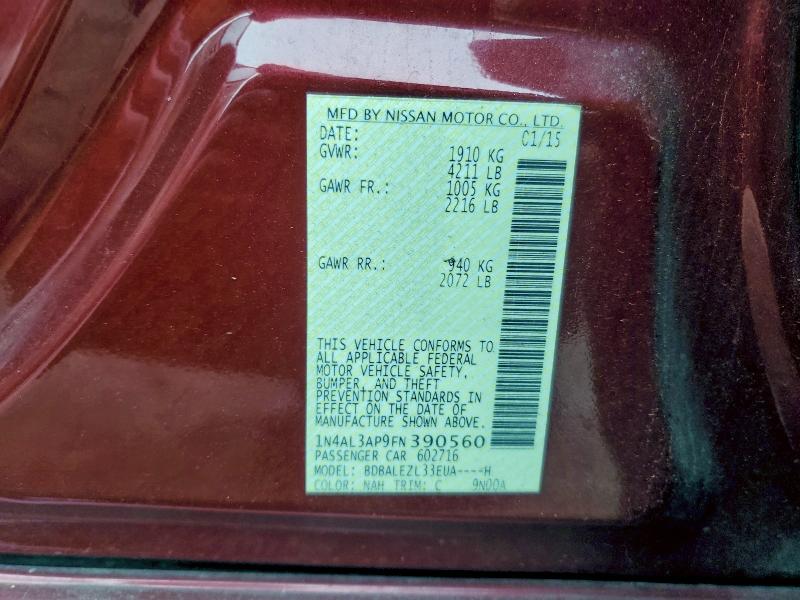 MFD BY NISSAN MOTOR CO., LTD.
DATE: 01/15
GVWR: 1910 KG
4211 LB
GAWR FR.: 1005 KG
2216 LB
GAWR RR.: 940 KG
2072 LB
THIS VEHICLE CONFORMS TO
ALL APPLICABLE FEDERAL
MOTOR VEHICLE SAFETY,
BUMPER, AND THEFT
PREVENTION STANDARDS IN
EFFECT ON THE DATE OF
MANUFACTURE SHOWN ABOVE.
1N4AL3AP9FN390560
PASSENGER CAR 602716
MODEL: BDBALEZL33EUA----H
COLOR: NAH TRIM: C 9N00A